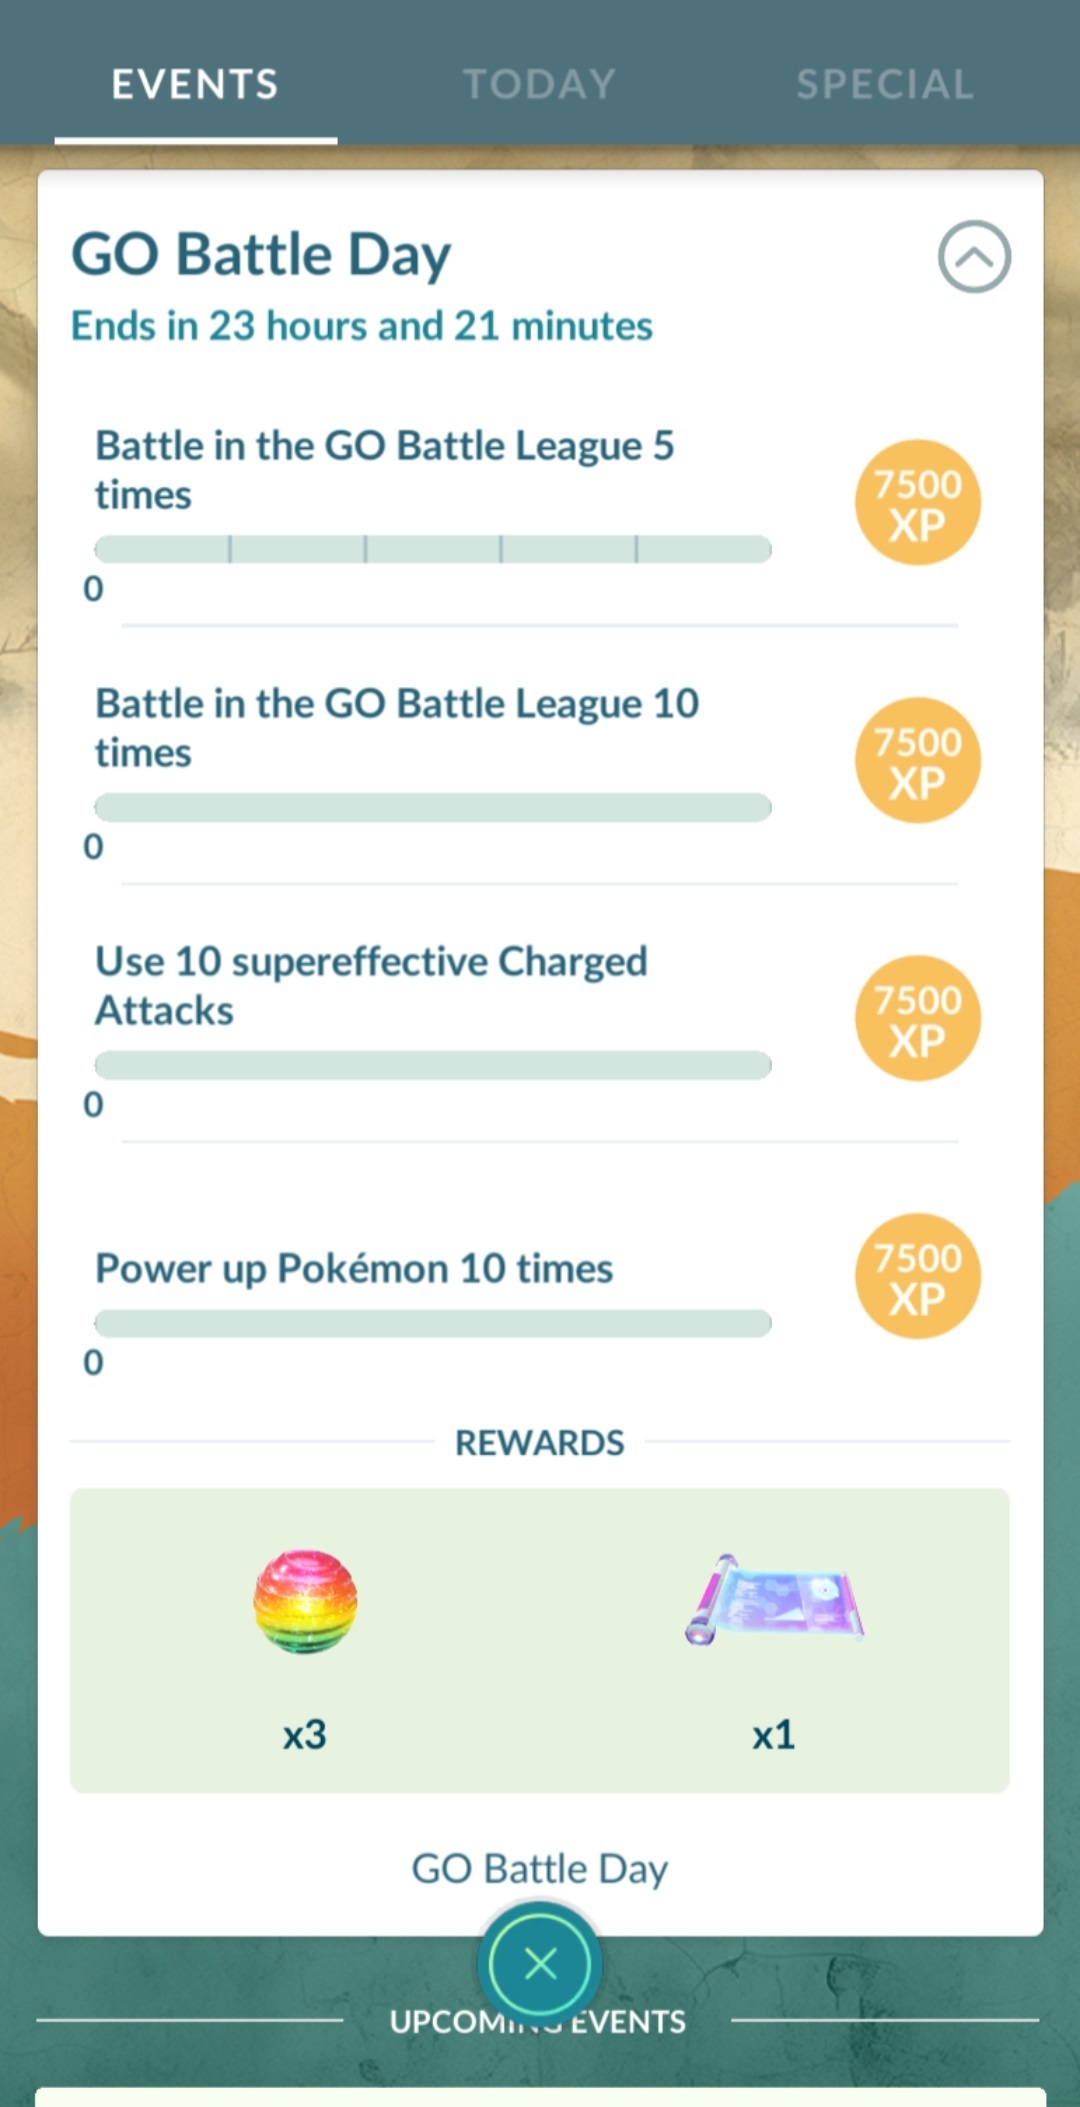 EVENTS
TODAY
SPECIAL
GO Battle Day
Ends in 23 hours and 21 minutes
Battle in the GO Battle League 5
times
7500
XP
0
Battle in the GO Battle League 10
times
7500
XP
0
Use 10 supereffective Charged
Attacks
7500
XP
0
Power up Pokémon 10 times
7500
XP
0
REWARDS
x3
x1
GO Battle Day
UPCOMING EVENTS